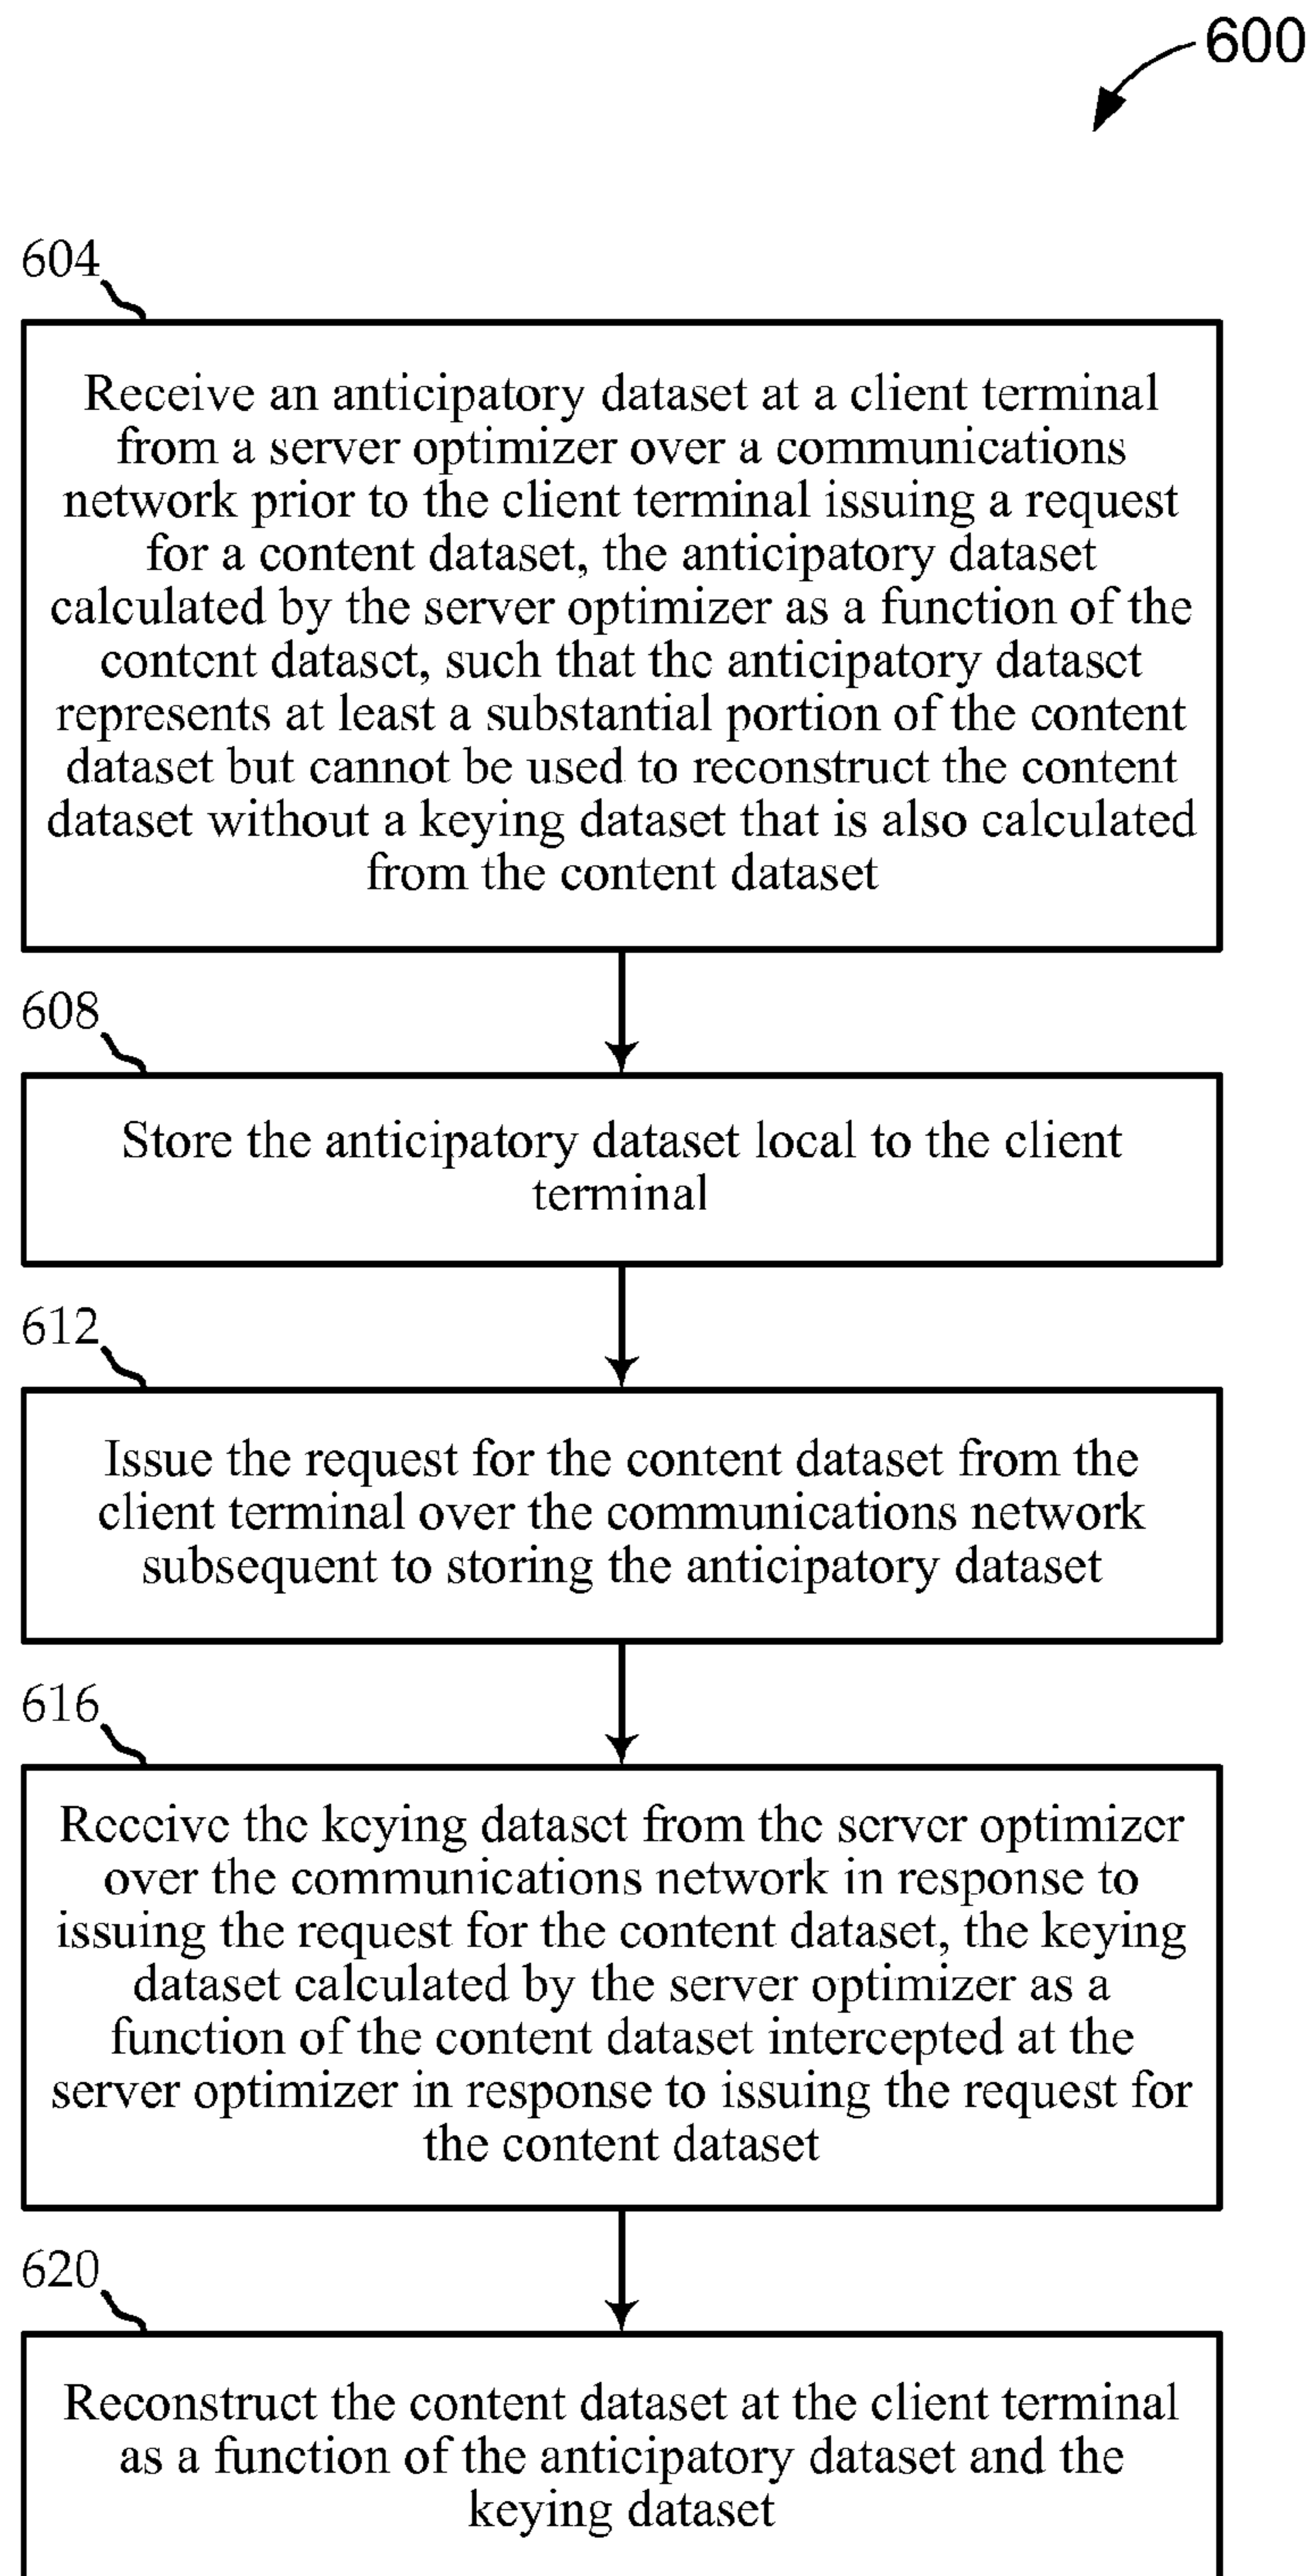 600
604
Receive an anticipatory dataset at a client terminal
from a server optimizer over a communications
network prior to the client terminal issuing a request
for a content dataset, the anticipatory dataset
calculated by the server optimizer as a function of the
content dataset, such that the anticipatory dataset
represents at least a substantial portion of the content
dataset but cannot be used to reconstruct the content
dataset without a keying dataset that is also calculated
from the content dataset
608
Store the anticipatory dataset local to the client
terminal
612
Issue the request for the content dataset from the
client terminal over the communications network
subsequent to storing the anticipatory dataset
616
Receive the keying dataset from the server optimizer
over the communications network in response to
issuing the request for the content dataset, the keying
dataset calculated by the server optimizer as a
function of the content dataset intercepted at the
server optimizer in response to issuing the request for
the content dataset
620
Reconstruct the content dataset at the client terminal
as a function of the anticipatory dataset and the
keying dataset